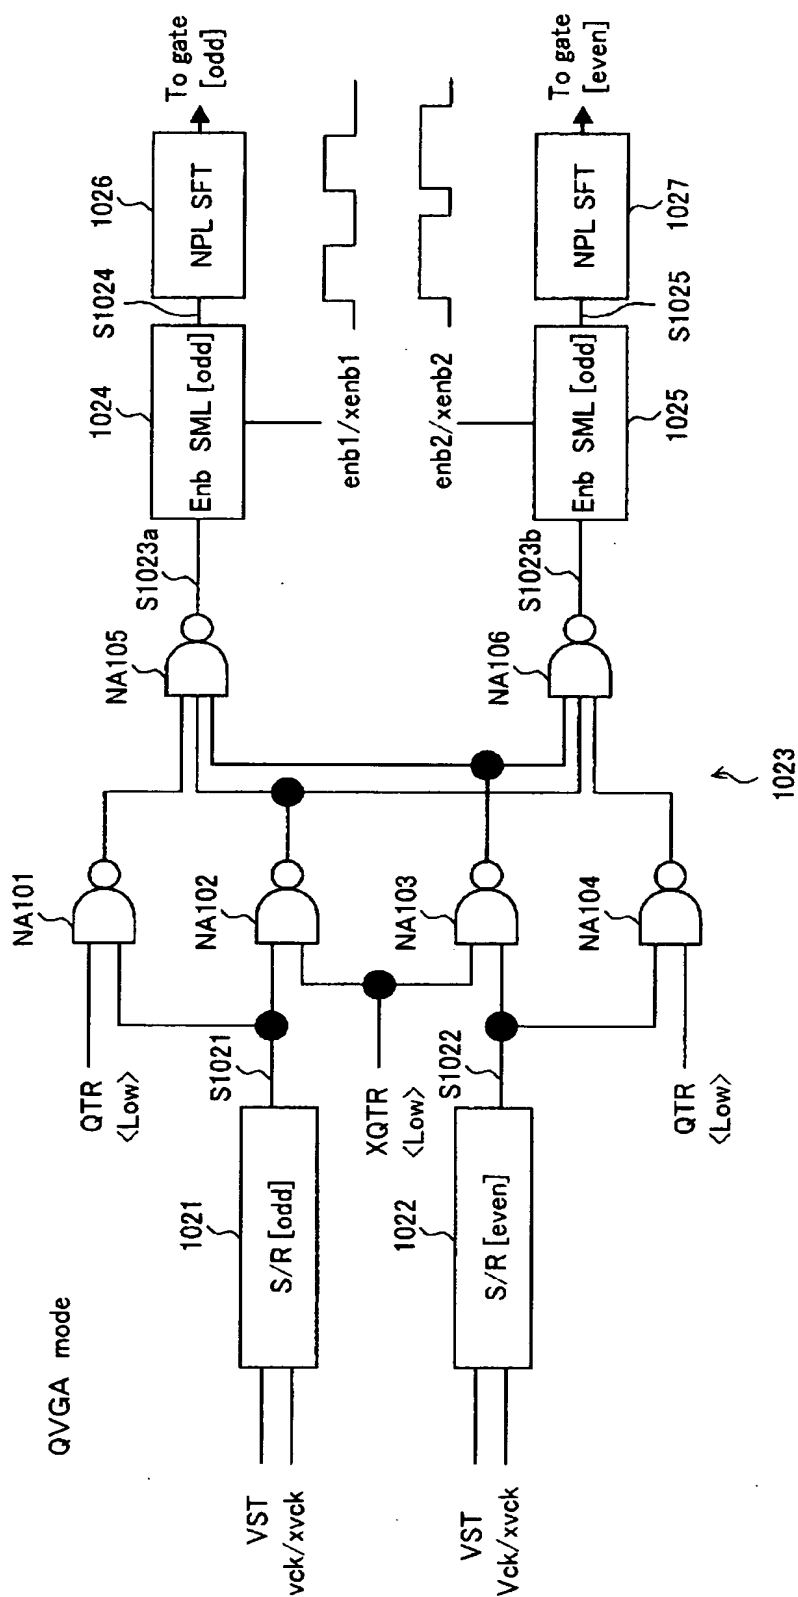 QVGA mode
VST
vck/xvck
1021
S/R [odd]
S1021
QTR
<Low>
NA101
NA102
NA105
S1023a
1024
Enb SML [odd]
S1024
1026
NPL SFT
To gate
[odd]
enb1/xenb1
XQTR
<Low>
VST
Vck/xvck
1022
S/R [even]
S1022
QTR
<Low>
NA103
NA104
NA106
S1023b
enb2/xenb2
Enb SML [odd]
1025
S1025
NPL SFT
1027
To gate
[even]
1023